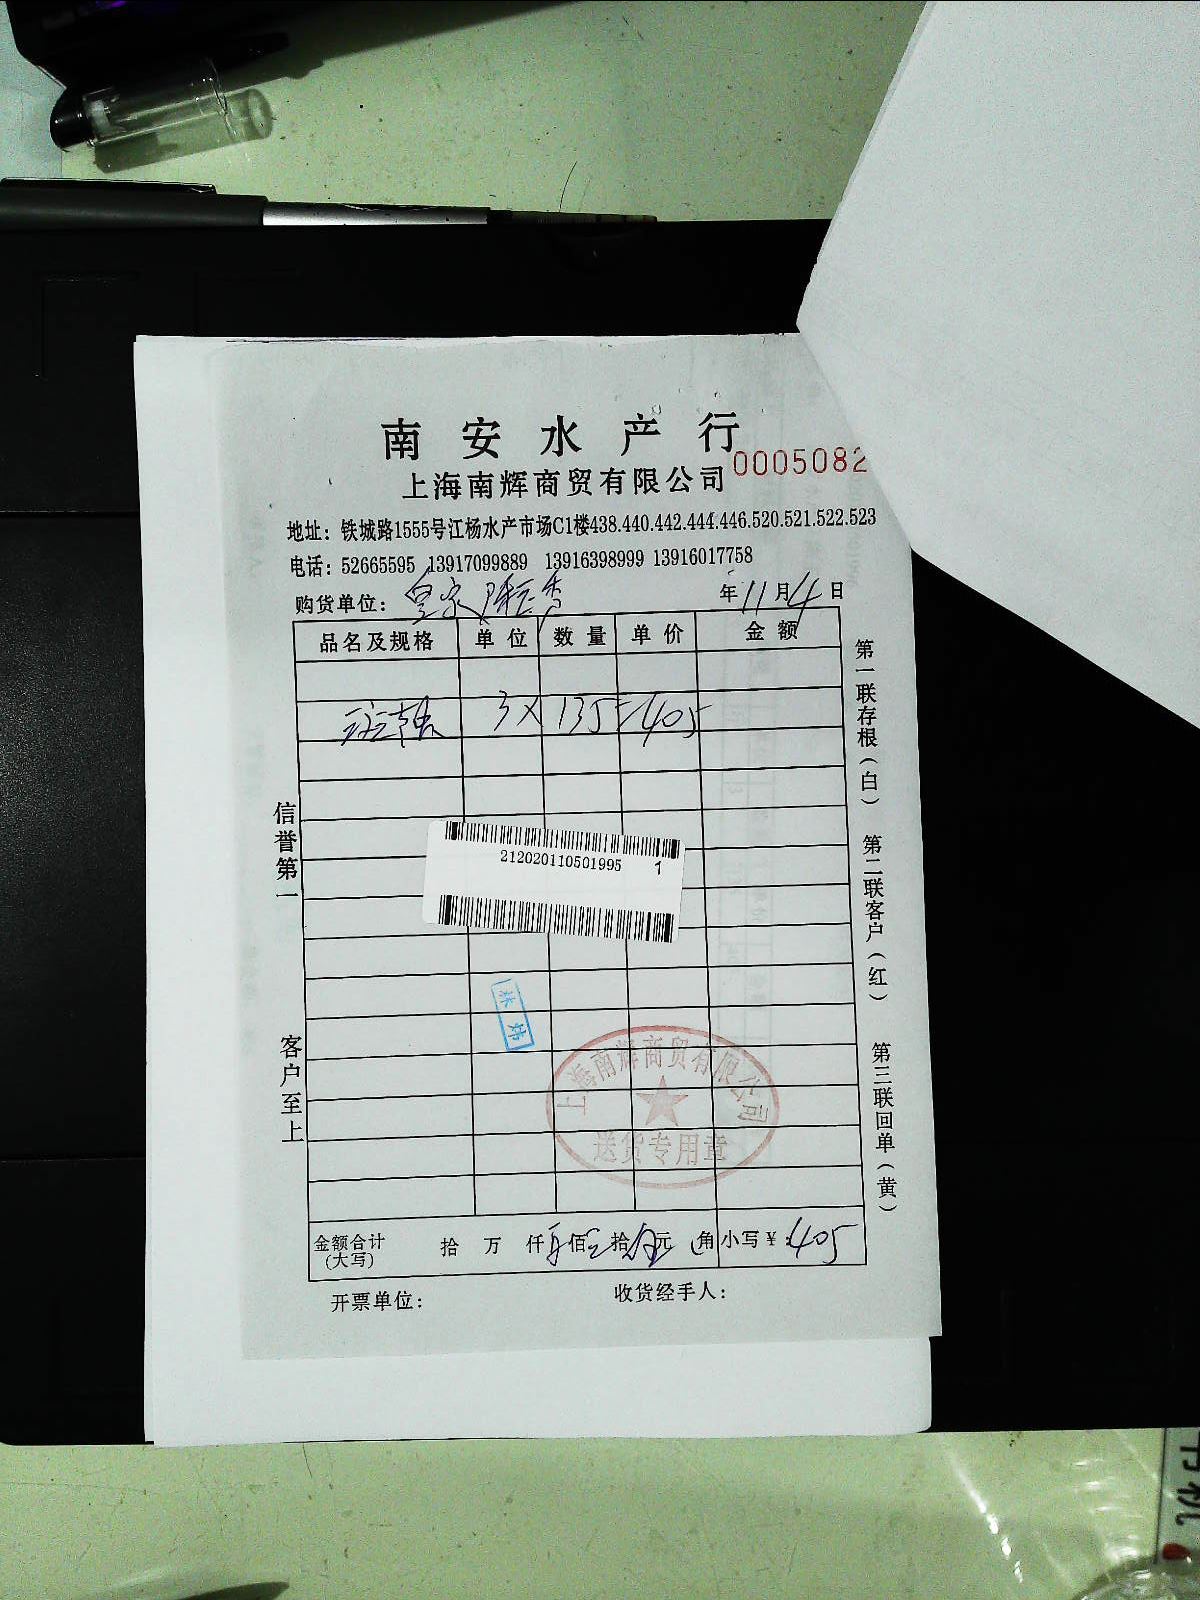 南安水产行
上海南辉商贸有限公司
0005082
地址：铁城路1555号江杨水产市场C1楼438.440.442.444.446.520.521.522.523
电话：52665595 13917099889 13916398999 13916017758
购货单位：皇家 年11月4日
品名及规格 单位 数量 单价 金额
3×135=405
212020110501995 1
林炜
上海南辉商贸有限公司
送货专用章
金额合计(大写) 拾 万 仟 佰 拾 元 角 小写￥：405
开票单位： 收货经手人：
信誉第一
客户至上
第一联存根(白)
第二联客户(红)
第三联回单(黄)